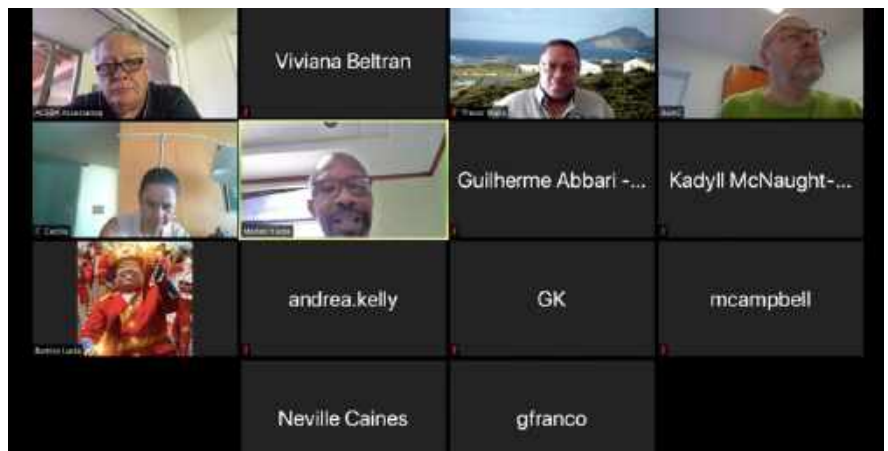 Viviana Beltran
Guilherme Abbari -...
Kadyll McNaught-...
andrea.kelly
GK
mcampbell
Neville Caines
gfranco